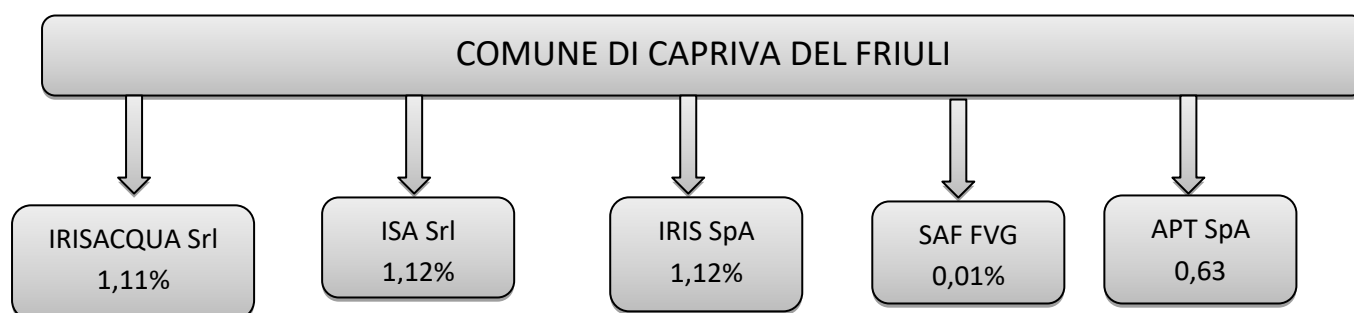 COMUNE DI CAPRIVA DEL FRIULI
IRISACQUA Srl
1,11%
ISA Srl
1,12%
IRIS SpA
1,12%
SAF FVG
0,01%
APT SpA
0,63